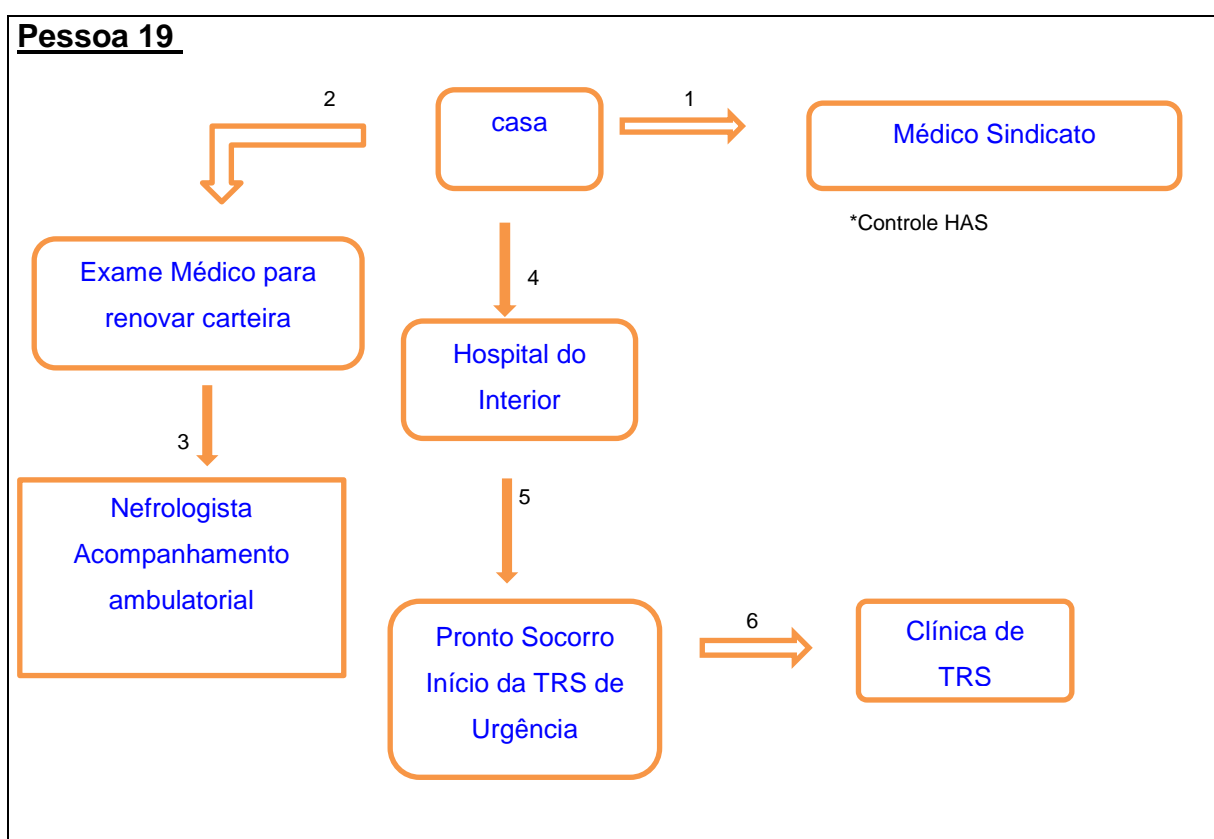 Pessoa 19
2
casa
1
Médico Sindicato
*Controle HAS
Exame Médico para
renovar carteira
4
Hospital do
Interior
3
Nefrologista
Acompanhamento
ambulatorial
5
Pronto Socorro
Início da TRS de
Urgência
6
Clínica de
TRS